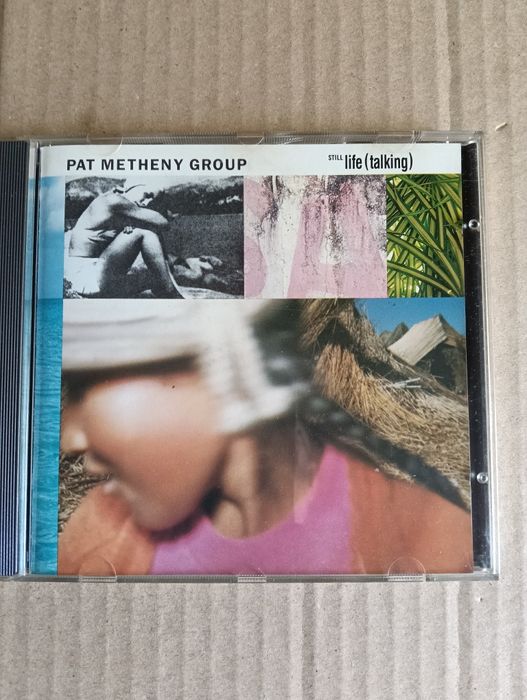 PAT METHENY GROUP
STILL life (talking)